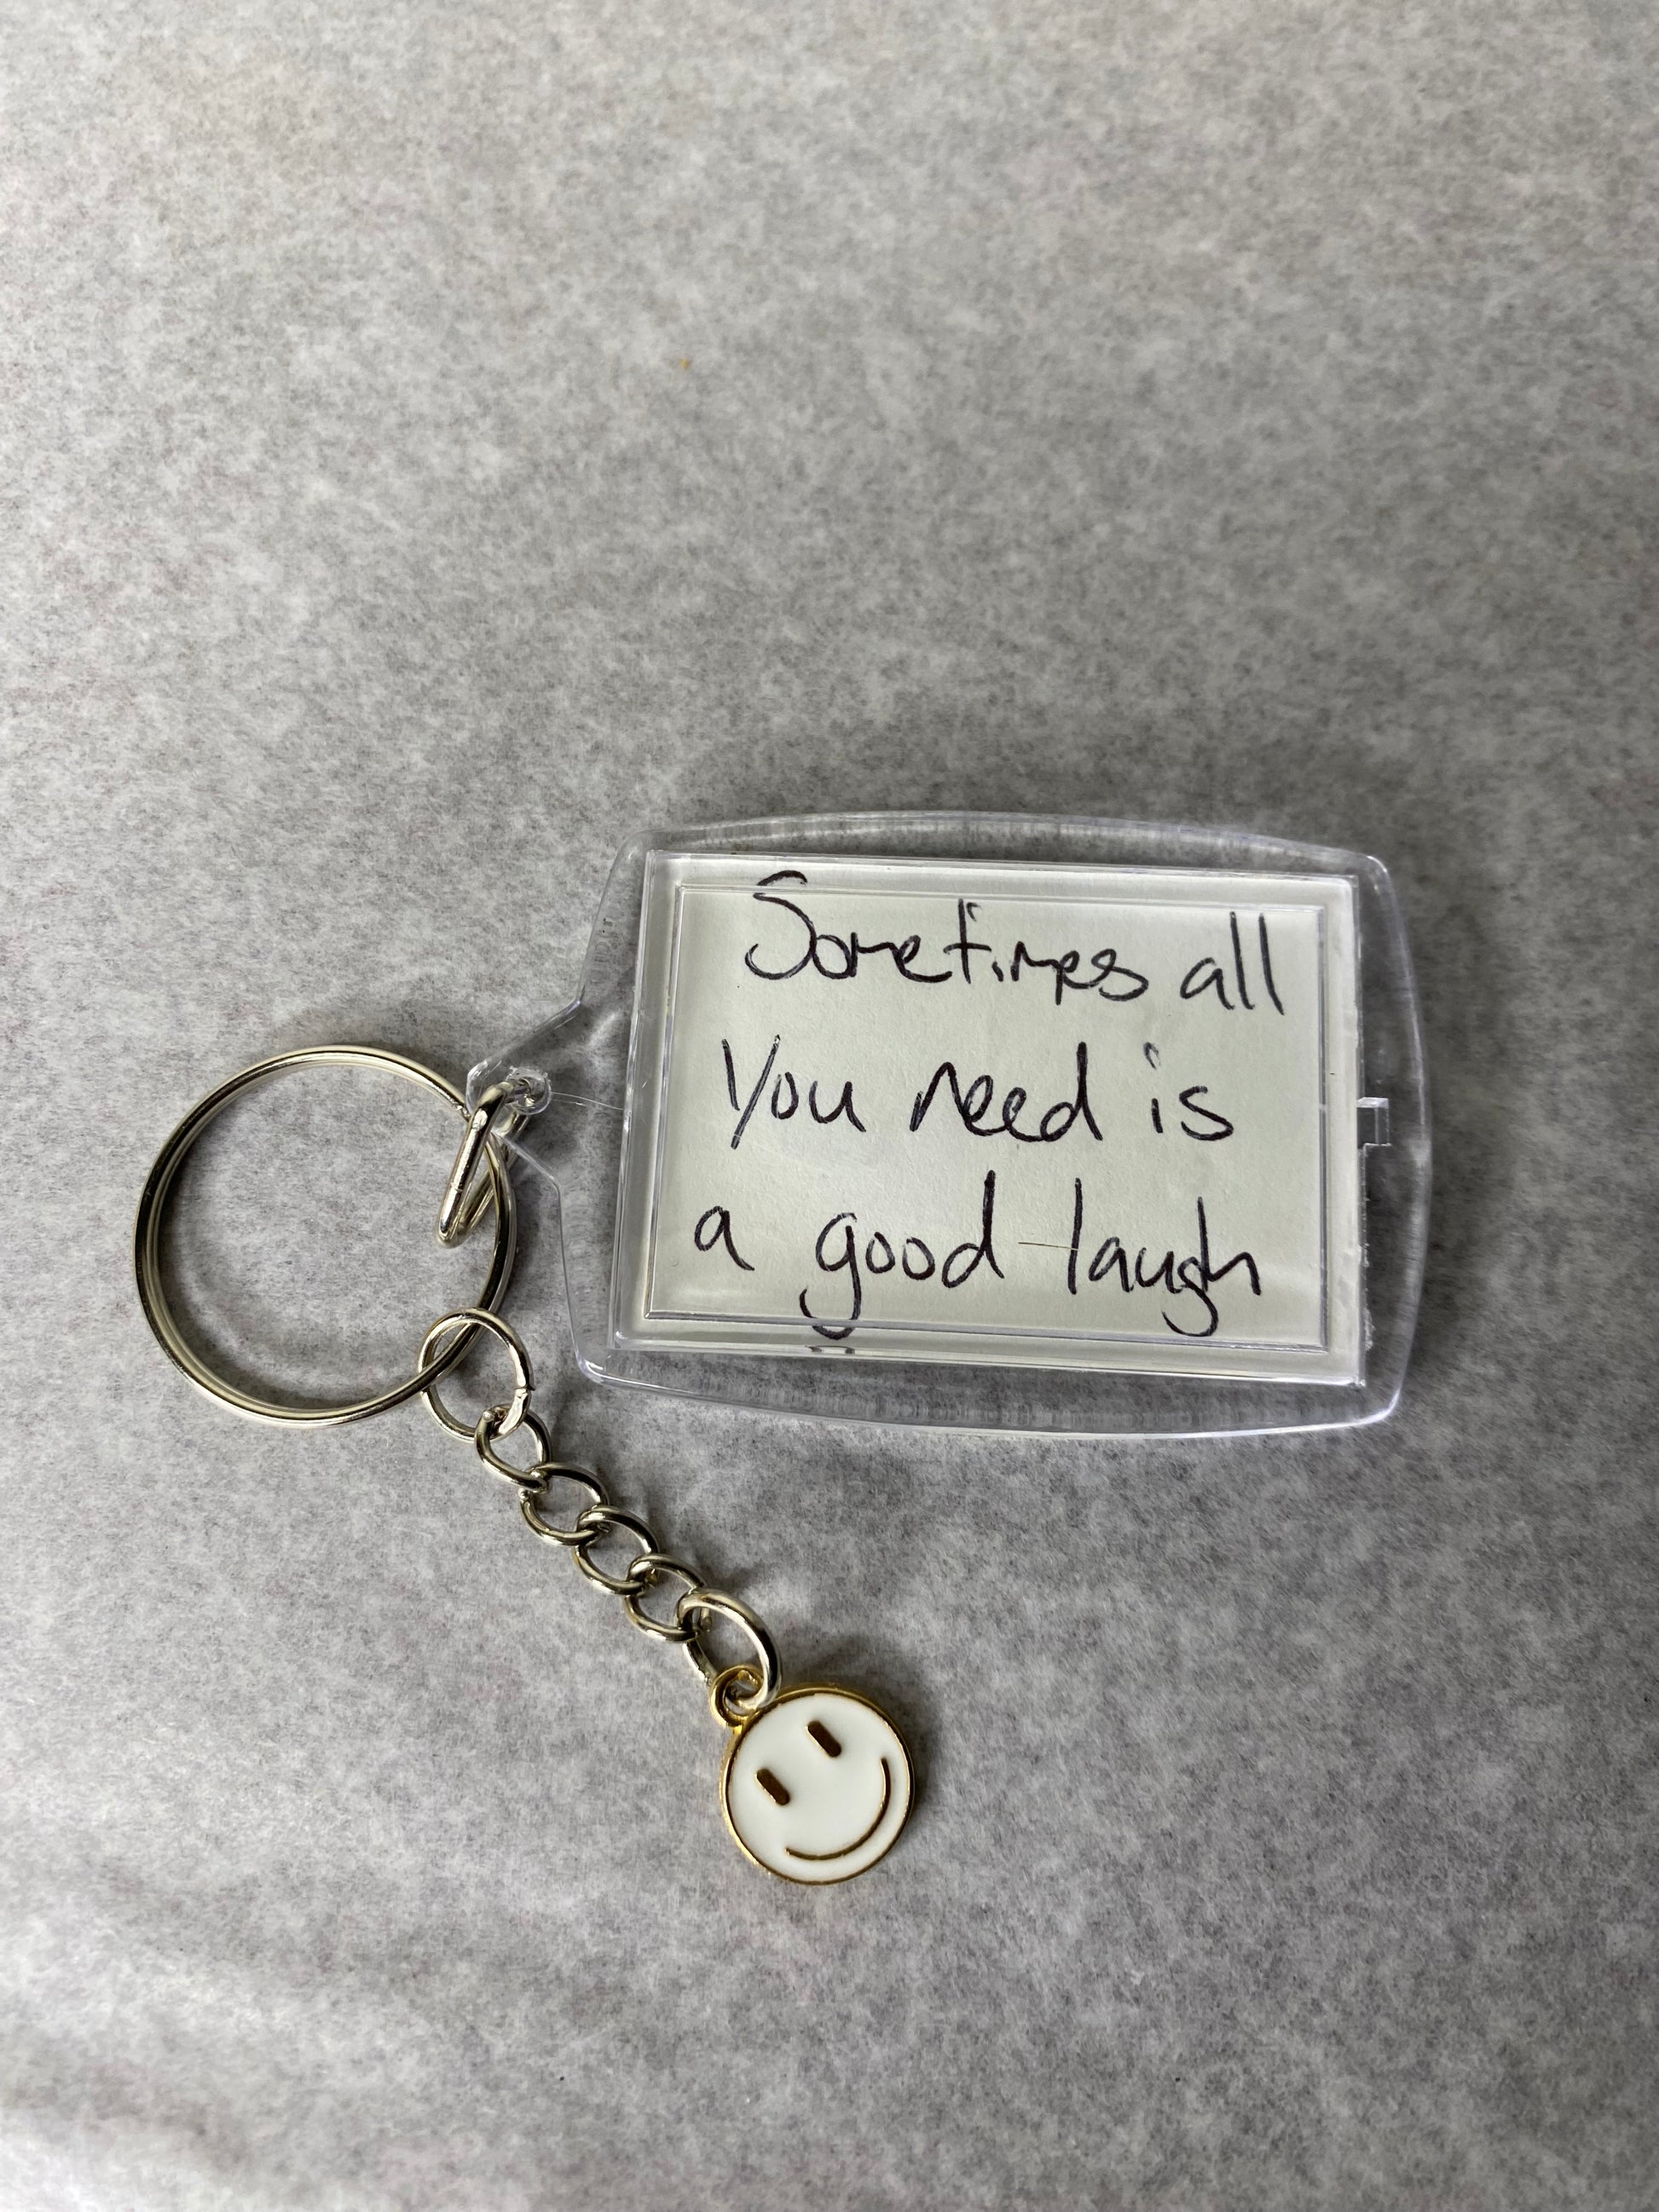 Sometimes all
You need is
a good laugh